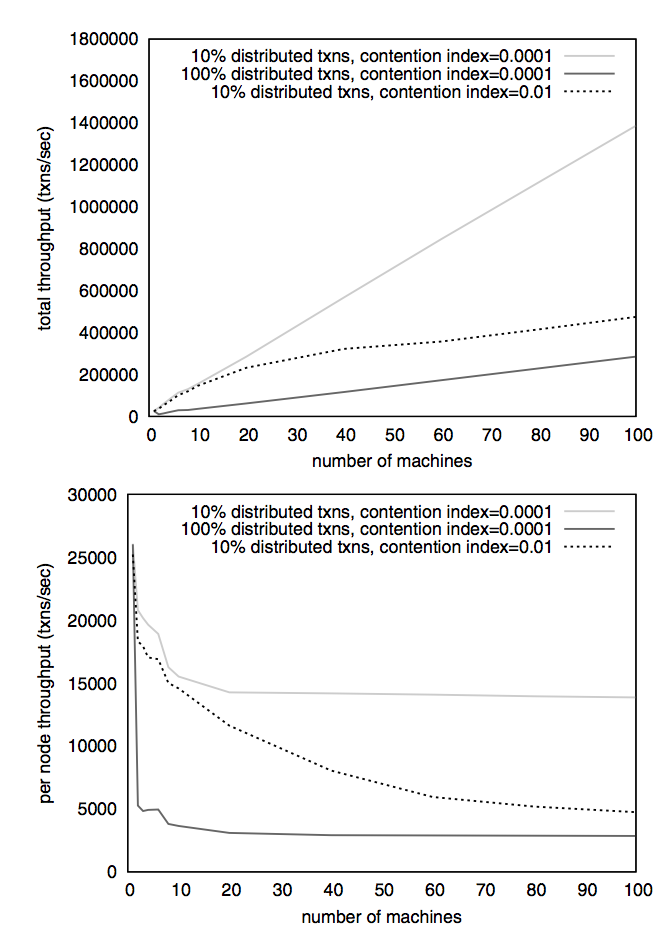 1800000
1600000
1400000
1200000
1000000
800000
600000
400000
200000
0
total throughput (txns/sec)
10% distributed txns, contention index=0.0001
100% distributed txns, contention index=0.0001
10% distributed txns, contention index=0.01
0 10 20 30 40 50 60 70 80 90 100
number of machines
30000
25000
20000
15000
10000
5000
0
per node throughput (txns/sec)
10% distributed txns, contention index=0.0001
100% distributed txns, contention index=0.0001
10% distributed txns, contention index=0.01
0 10 20 30 40 50 60 70 80 90 100
number of machines